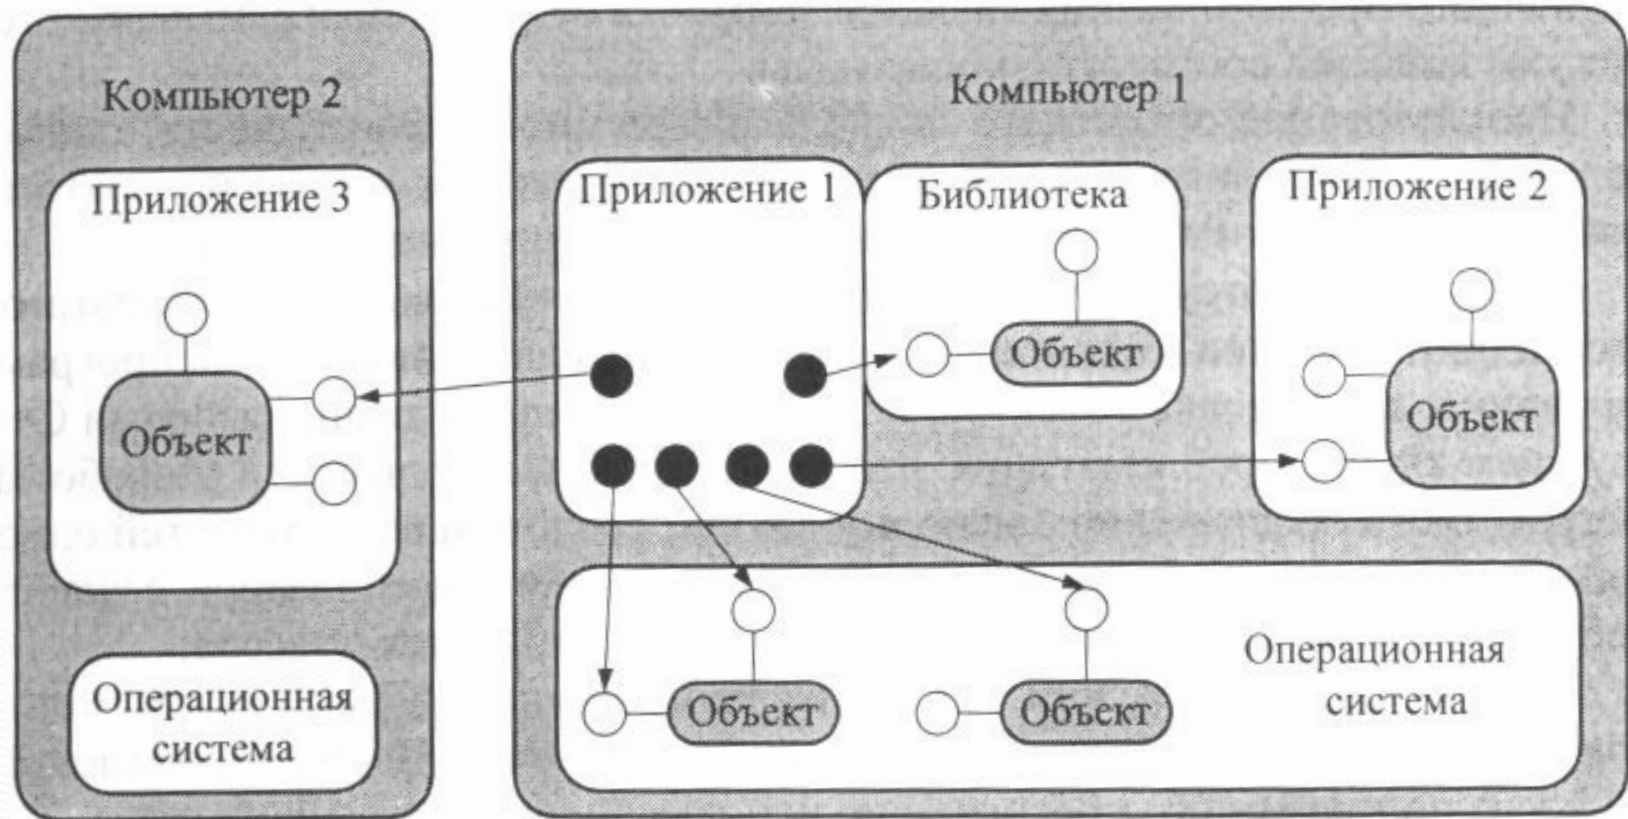 Компьютер 2
Приложение 3
Объект
Операционная
система
Компьютер 1
Приложение 1
Библиотека
Объект
Приложение 2
Объект
Объект
Объект
Операционная
система